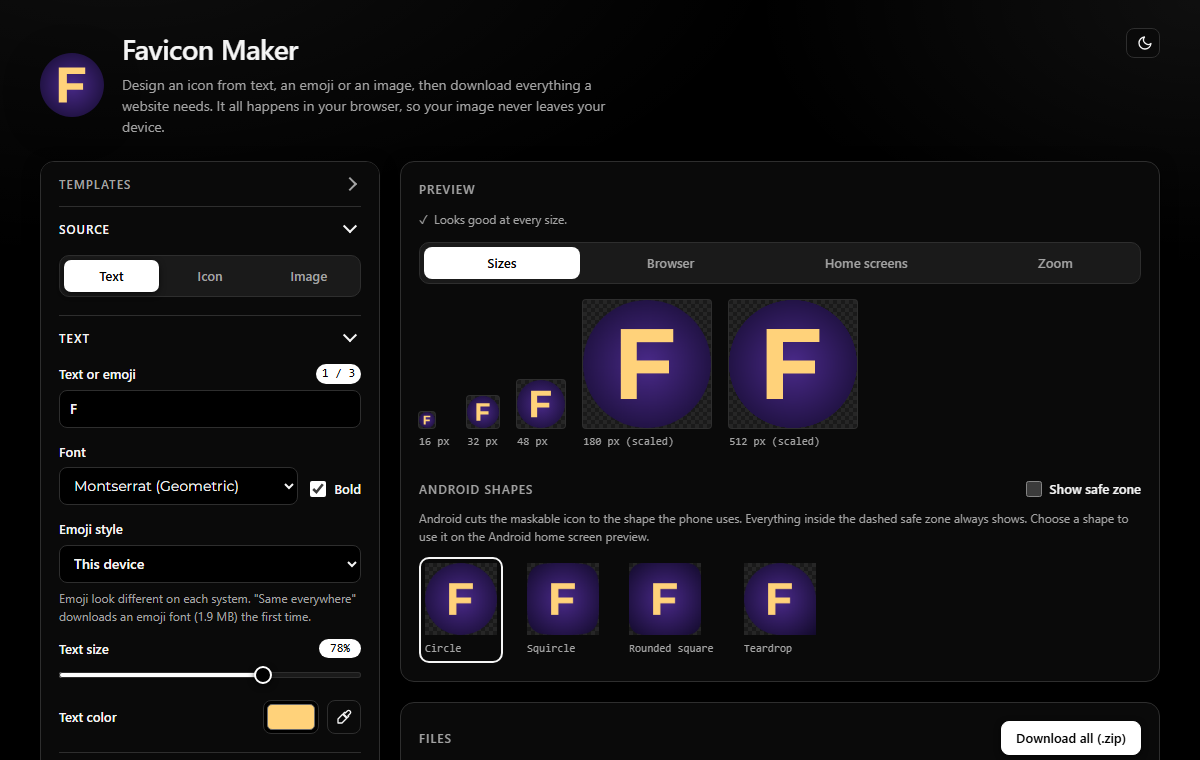 F
Favicon Maker
Design an icon from text, an emoji or an image, then download everything a
website needs. It all happens in your browser, so your image never leaves your
device.
TEMPLATES
SOURCE
Text Icon Image
TEXT
Text or emoji 1 / 3
F
Font
Montserrat (Geometric) Bold
Emoji style
This device
Emoji look different on each system. "Same everywhere"
downloads an emoji font (1.9 MB) the first time.
Text size 78%
Text color
PREVIEW
✓ Looks good at every size.
Sizes Browser Home screens Zoom
F F F F F
16 px 32 px 48 px 180 px (scaled) 512 px (scaled)
ANDROID SHAPES Show safe zone
Android cuts the maskable icon to the shape the phone uses. Everything inside the dashed safe zone always shows. Choose a shape to
use it on the Android home screen preview.
F F F F
Circle Squircle Rounded square Teardrop
FILES Download all (.zip)